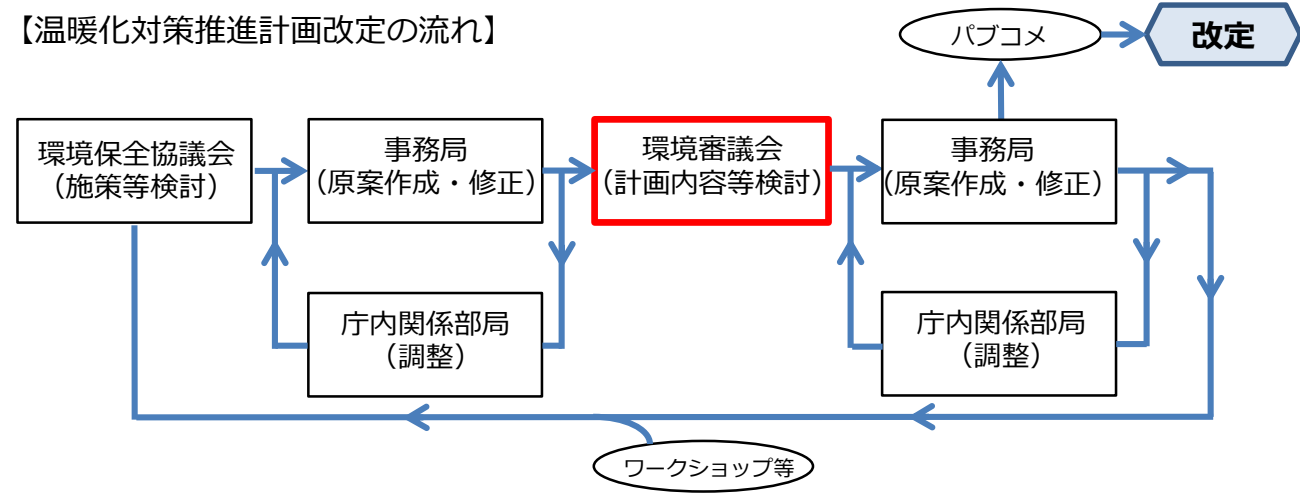 【温暖化対策推進計画改定の流れ】
パブコメ
改定
環境保全協議会
（施策等検討）
事務局
（原案作成・修正）
環境審議会
（計画内容等検討）
事務局
（原案作成・修正）
庁内関係部局
（調整）
庁内関係部局
（調整）
ワークショップ等